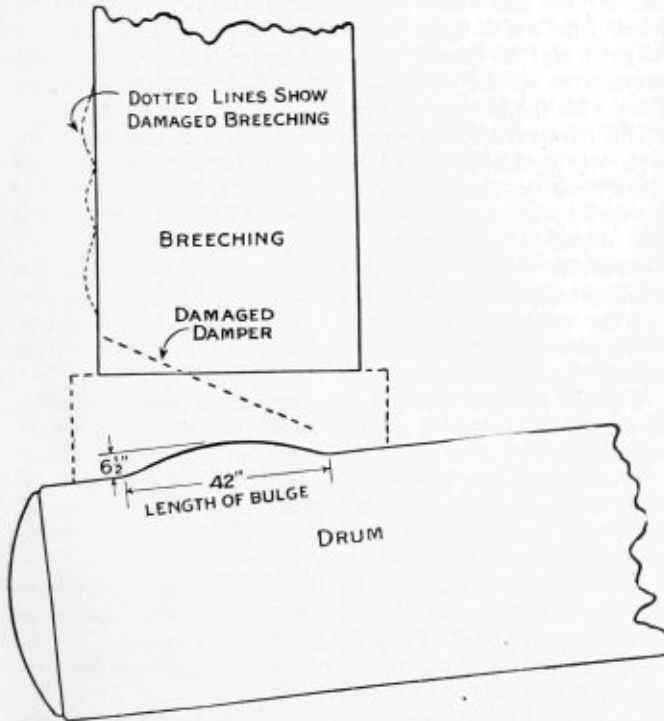 DOTTED LINES SHOW
DAMAGED BREECHING
BREECHING
DAMAGED
DAMPER
6½"
42"
LENGTH OF BULGE
DRUM